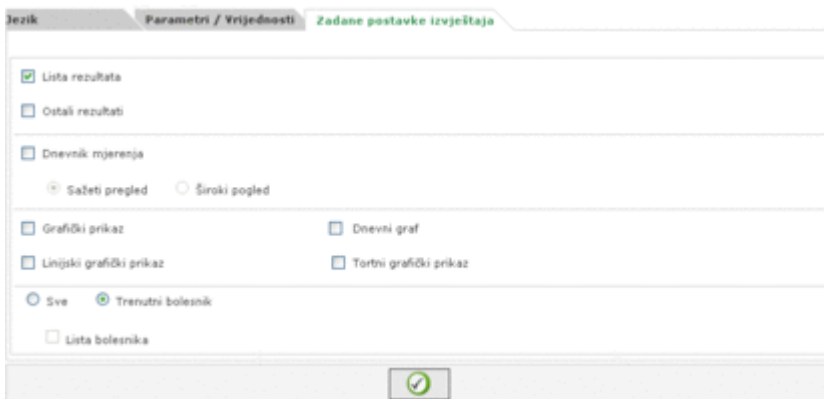 Jezik Parametri / Vrijednosti Zadane postavke izvještaja
Lista rezultata
Ostali rezultati
Dnevnik mjerenja
Sažeti pregled Široki pogled
Grafički prikaz Dnevni graf
Linijski grafički prikaz Tortni grafički prikaz
Sve Trenutni bolesnik
Lista bolesnika